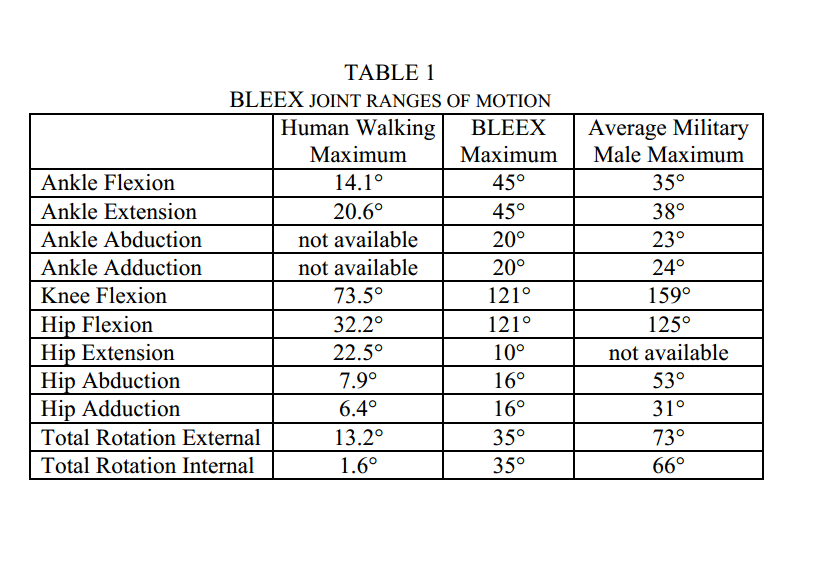 TABLE 1
BLEEX JOINT RANGES OF MOTION
Human Walking Maximum BLEEX Maximum Average Military Male Maximum
Ankle Flexion 14.1° 45° 35°
Ankle Extension 20.6° 45° 38°
Ankle Abduction not available 20° 23°
Ankle Adduction not available 20° 24°
Knee Flexion 73.5° 121° 159°
Hip Flexion 32.2° 121° 125°
Hip Extension 22.5° 10° not available
Hip Abduction 7.9° 16° 53°
Hip Adduction 6.4° 16° 31°
Total Rotation External 13.2° 35° 73°
Total Rotation Internal 1.6° 35° 66°